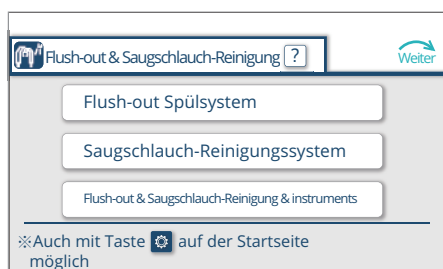 Flush-out & Saugschlauch-Reinigung ?
Weiter
Flush-out Spülsystem
Saugschlauch-Reinigungssystem
Flush-out & Saugschlauch-Reinigung & instruments
※Auch mit Taste auf der Startseite
möglich